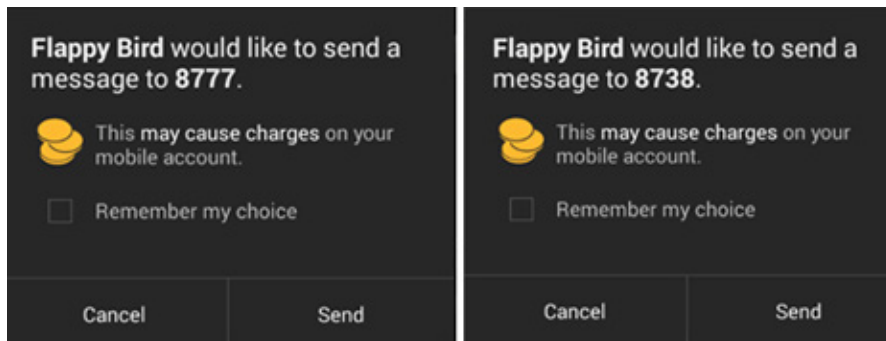 Flappy Bird would like to send a
message to 8777.
This may cause charges on your
mobile account.
Remember my choice
Cancel
Send
Flappy Bird would like to send a
message to 8738.
This may cause charges on your
mobile account.
Remember my choice
Cancel
Send